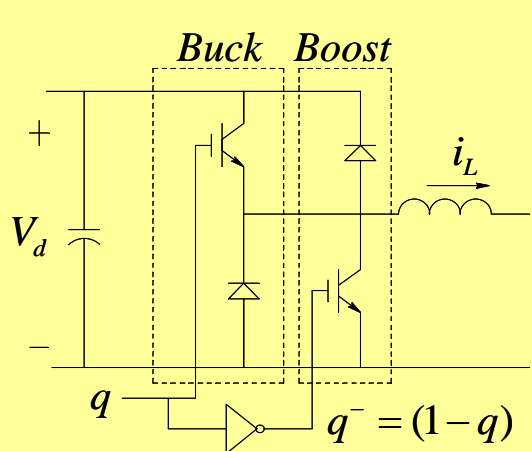 Buck Boost
+
i_L
V_d
−
q
q⁻ = (1 − q)